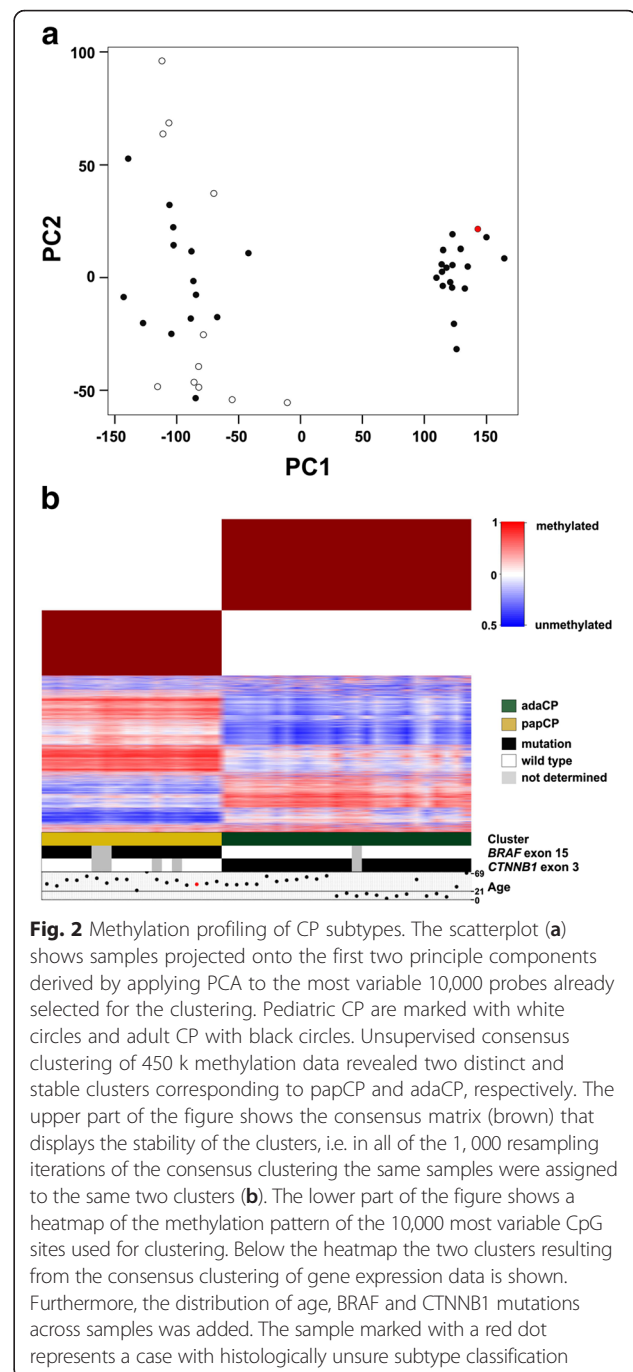 a
100
50
0
-50
PC2
-150
-100
-50
0
50
100
150
PC1
b
1
methylated
0
0.5
unmethylated
adaCP
papCP
mutation
wild type
not determined
Cluster
BRAF exon 15
CTNNB1 exon 3
69
Age
21
0
Fig. 2 Methylation profiling of CP subtypes. The scatterplot (a)
shows samples projected onto the first two principle components
derived by applying PCA to the most variable 10,000 probes already
selected for the clustering. Pediatric CP are marked with white
circles and adult CP with black circles. Unsupervised consensus
clustering of 450 k methylation data revealed two distinct and
stable clusters corresponding to papCP and adaCP, respectively. The
upper part of the figure shows the consensus matrix (brown) that
displays the stability of the clusters, i.e. in all of the 1, 000 resampling
iterations of the consensus clustering the same samples were assigned
to the same two clusters (b). The lower part of the figure shows a
heatmap of the methylation pattern of the 10,000 most variable CpG
sites used for clustering. Below the heatmap the two clusters resulting
from the consensus clustering of gene expression data is shown.
Furthermore, the distribution of age, BRAF and CTNNB1 mutations
across samples was added. The sample marked with a red dot
represents a case with histologically unsure subtype classification